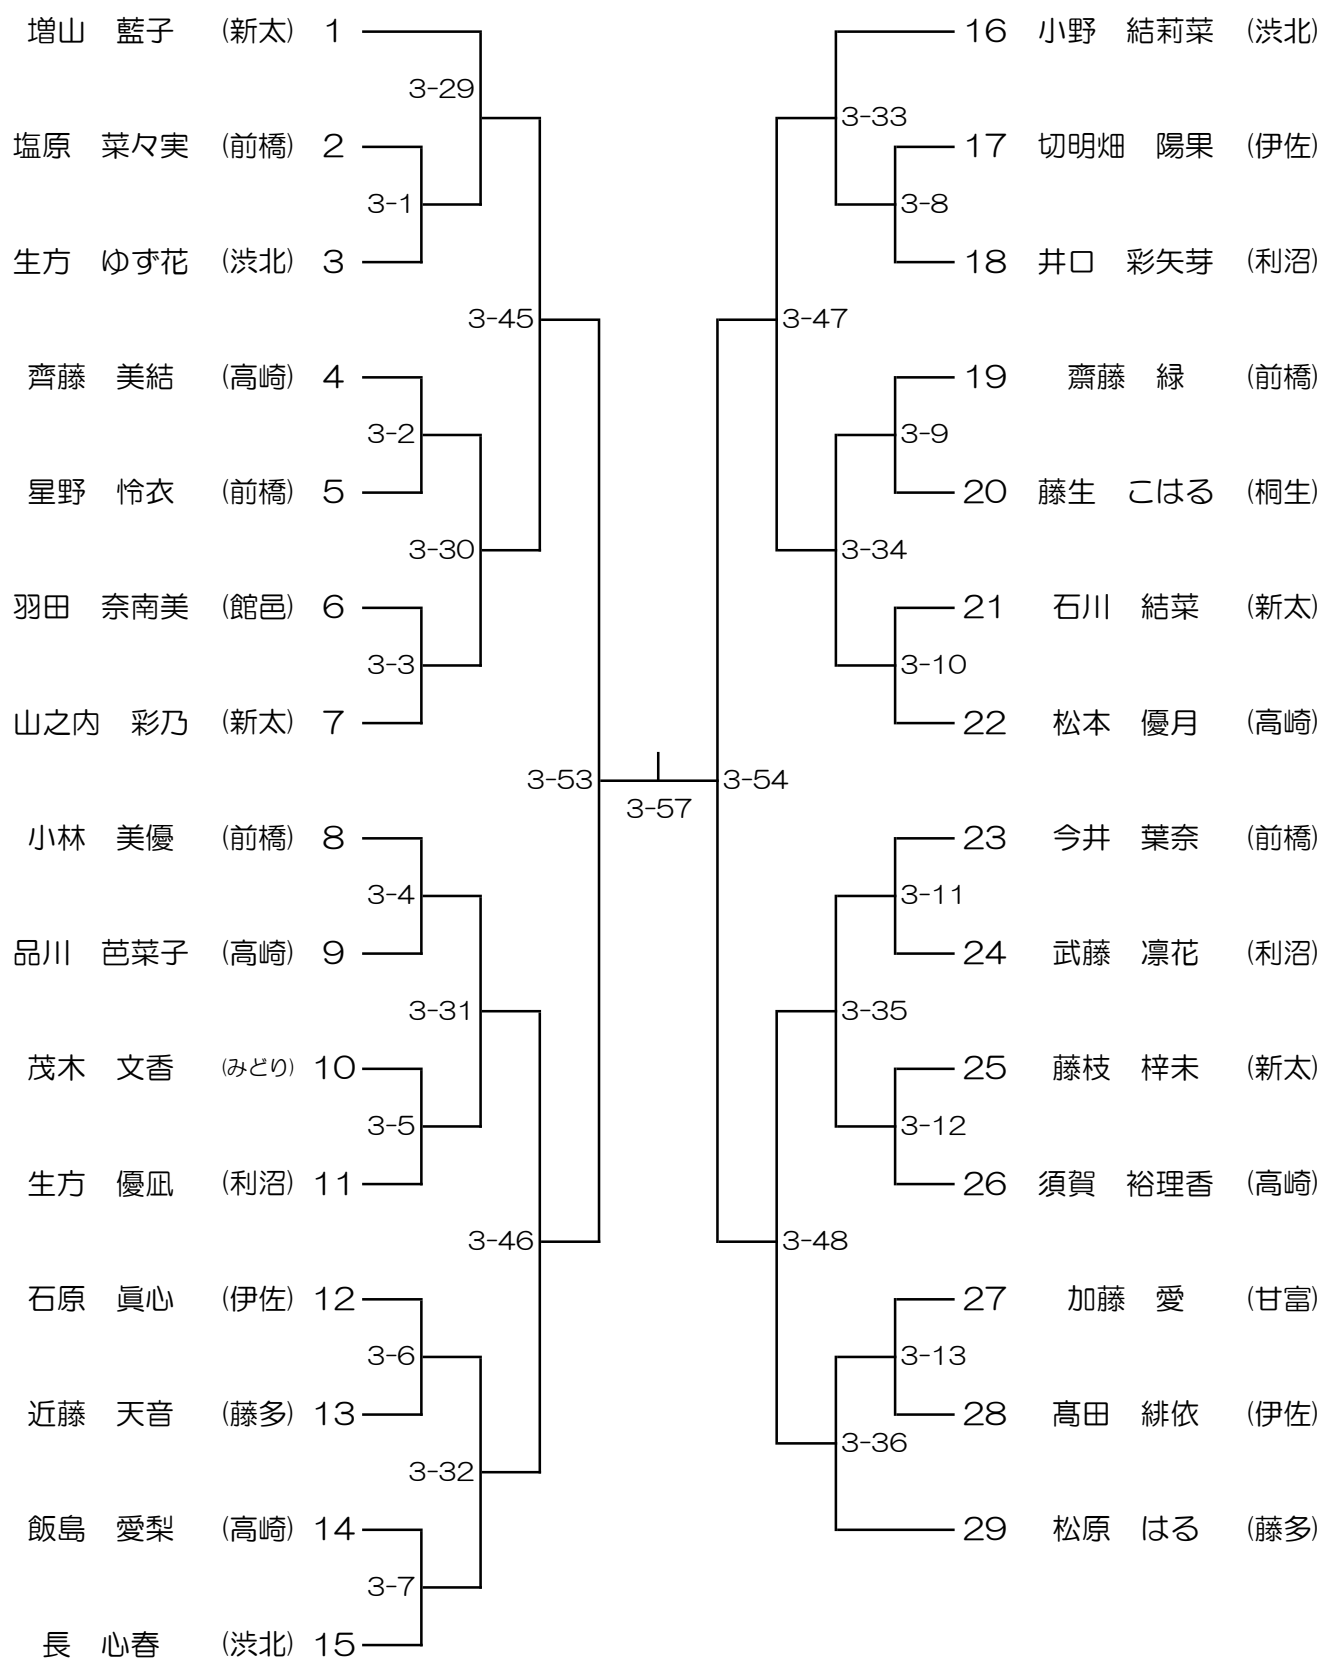 増山 藍子 (新太) 1
3-29
塩原 菜々実 (前橋) 2
3-1
生方 ゆず花 (渋北) 3
3-45
齊藤 美結 (高崎) 4
3-2
星野 怜衣 (前橋) 5
3-30
羽田 奈南美 (館邑) 6
3-3
山之内 彩乃 (新太) 7
3-53
小林 美優 (前橋) 8
3-4
品川 芭菜子 (高崎) 9
3-31
茂木 文香 (みどり) 10
3-5
生方 優凪 (利沼) 11
3-46
石原 眞心 (伊佐) 12
3-6
近藤 天音 (藤多) 13
3-32
飯島 愛梨 (高崎) 14
3-7
長 心春 (渋北) 15
3-57
16 小野 結莉菜 (渋北)
3-33
17 切明畑 陽果 (伊佐)
3-8
18 井口 彩矢芽 (利沼)
3-47
19 齋藤 緑 (前橋)
3-9
20 藤生 こはる (桐生)
3-34
21 石川 結菜 (新太)
3-10
22 松本 優月 (高崎)
3-54
23 今井 葉奈 (前橋)
3-11
24 武藤 凛花 (利沼)
3-35
25 藤枝 梓未 (新太)
3-12
26 須賀 裕理香 (高崎)
3-48
27 加藤 愛 (甘富)
3-13
28 髙田 緋依 (伊佐)
3-36
29 松原 はる (藤多)